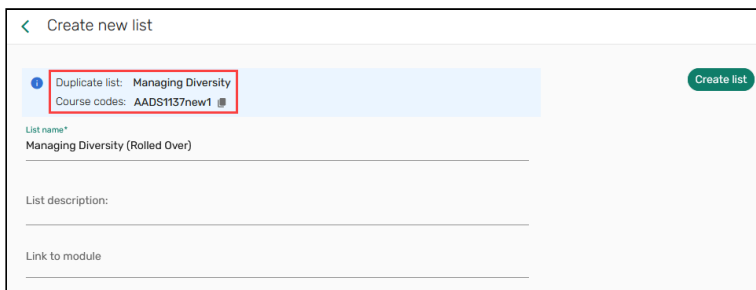 Create new list
Duplicate list: Managing Diversity
Course codes: AADS1137new1
Create list
List name*
Managing Diversity (Rolled Over)
List description:
Link to module